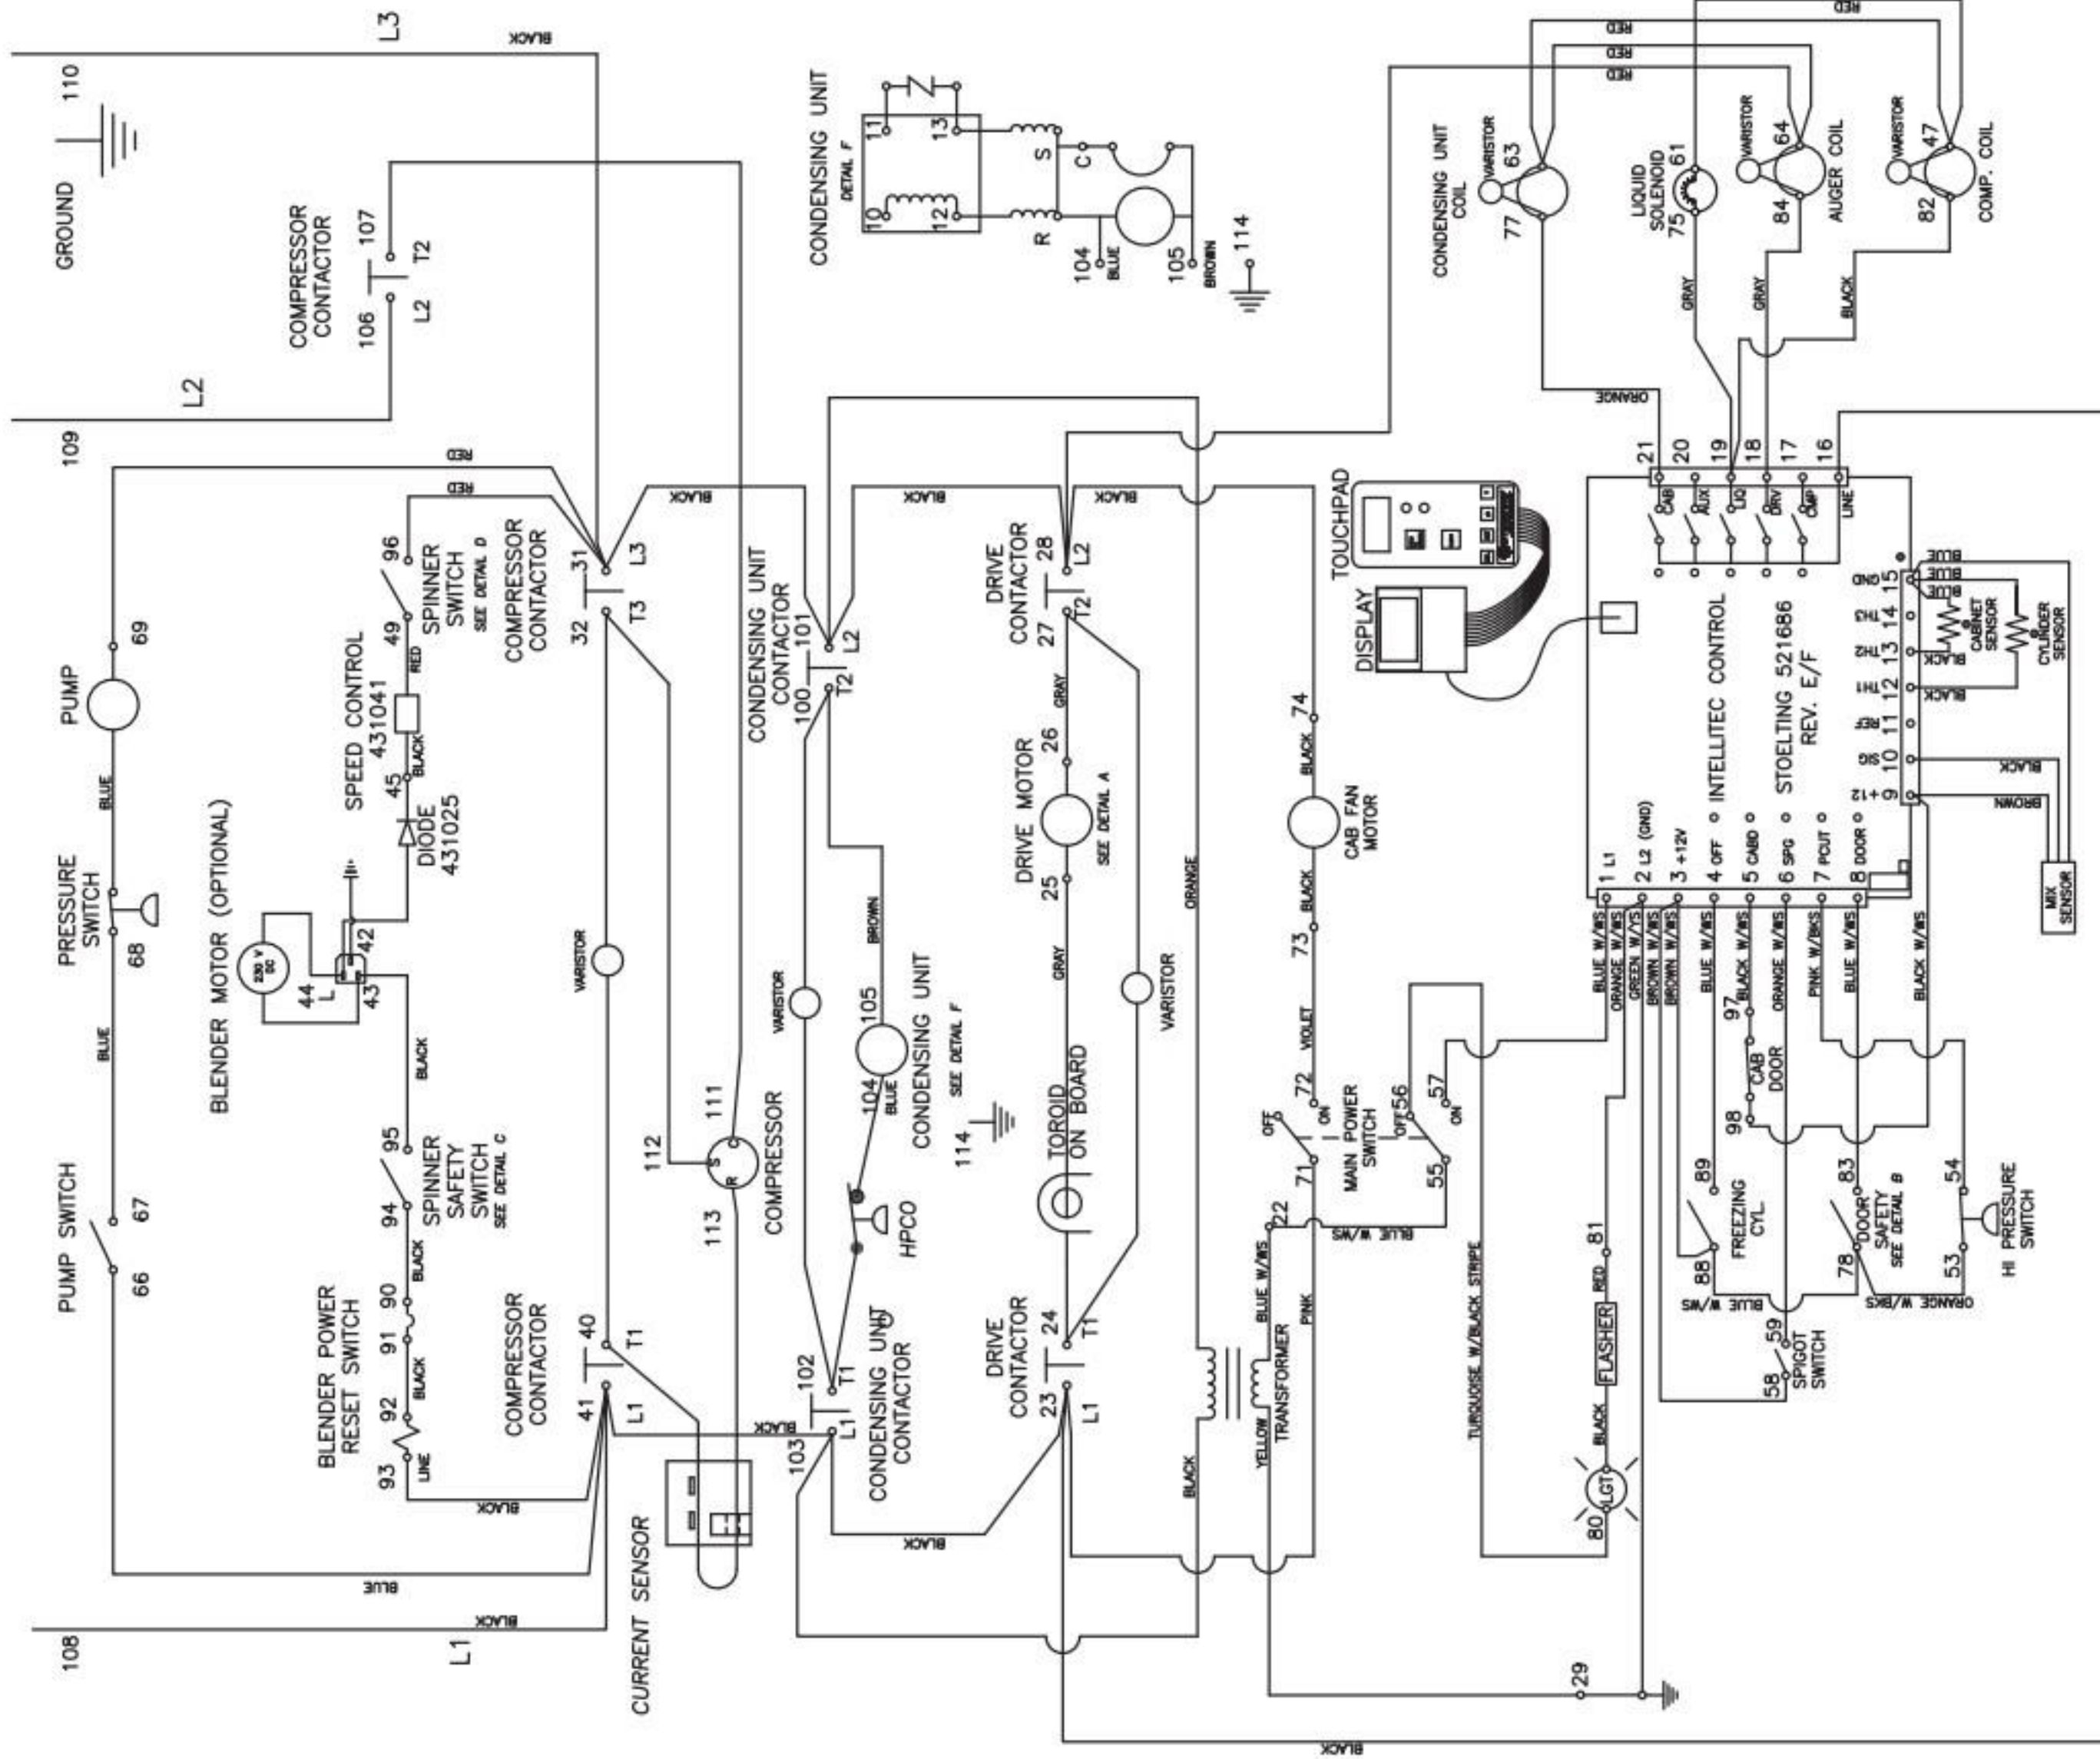 108
L1
BLACK
BLUE
109
L2
GROUND
110
L3
BLACK
PUMP SWITCH
66
67
BLUE
PRESSURE
SWITCH
68
BLUE
PUMP
69
RED
RED
COMPRESSOR
CONTACTOR
106
107
L2
T2
BLENDER MOTOR (OPTIONAL)
230 V
DC
44
L
42
43
BLENDER POWER
RESET SWITCH
93
LINE
92
BLACK
91
90
BLACK
94
95
SPINNER
SAFETY
SWITCH
SEE DETAIL C
BLACK
DIODE
431025
45
SPEED CONTROL
431041
BLACK
RED
49
96
SPINNER
SWITCH
SEE DETAIL D
BLACK
COMPRESSOR
CONTACTOR
41
40
L1
T1
VARISTOR
COMPRESSOR
CONTACTOR
32
31
T3
L3
BLACK
CURRENT SENSOR
113
R
S
112
111
COMPRESSOR
BLACK
103
102
L1
T1
CONDENSING UNIT
CONTACTOR
HPCO
VARISTOR
104
BLUE
105
BROWN
CONDENSING UNIT
SEE DETAIL F
114
CONDENSING UNIT
CONTACTOR
100
101
T2
L2
BLACK
BLACK
CONDENSING UNIT
DETAIL F
10
11
12
13
R
S
C
104
BLUE
105
BROWN
114
DRIVE
CONTACTOR
23
24
L1
T1
TOROID
ON BOARD
GRAY
DRIVE MOTOR
25
26
SEE DETAIL A
GRAY
VARISTOR
DRIVE
CONTACTOR
27
28
T2
L2
BLACK
BLACK
ORANGE
YELLOW
TRANSFORMER
BLUE W/WS
22
BLUE W/WS
PINK
OFF
71
72
ON
MAIN POWER
SWITCH
OFF
56
55
57
ON
VIOLET
73
BLACK
CAB FAN
MOTOR
BLACK
74
TURQUOISE W/BLACK STRIPE
80
LGT
BLACK
FLASHER
RED
81
29
BLACK
DISPLAY
TOUCHPAD
CONDENSING UNIT
COIL
VARISTOR
77
63
LIQUID
SOLENOID
75
61
VARISTOR
84
64
AUGER COIL
VARISTOR
82
47
COMP. COIL
RED
RED
RED
RED
ORANGE
GRAY
GRAY
BLACK
BLUE W/WS
ORANGE W/WS
GREEN W/YS
BROWN W/WS
BROWN W/WS
BLUE W/WS
BLACK W/WS
ORANGE W/WS
PINK W/BKS
BLUE W/WS
BLACK W/WS
1 L1
2 L2 (GND)
3 +12V
4 OFF
5 CABD
6 SPG
7 PCUT
8 DOOR
INTELLITEC CONTROL
STOELTING 521686
REV. E/F
CAB
21
AUX
20
LIQ
19
DRV
18
CMP
17
LINE
16
9 +12
10 SIG
11 REF
12 TH1
13 TH2
14 TH3
15 GND
BROWN
BLACK
BLACK
BLACK
BLUE
BLUE
BLUE
CABINET
SENSOR
CYLINDER
SENSOR
MIX
SENSOR
97
98
CAB
DOOR
88
89
FREEZING
CYL.
BLUE W/WS
78
83
DOOR
SAFETY
SEE DETAIL B
ORANGE W/BKS
53
54
HI PRESSURE
SWITCH
58
59
SPIGOT
SWITCH